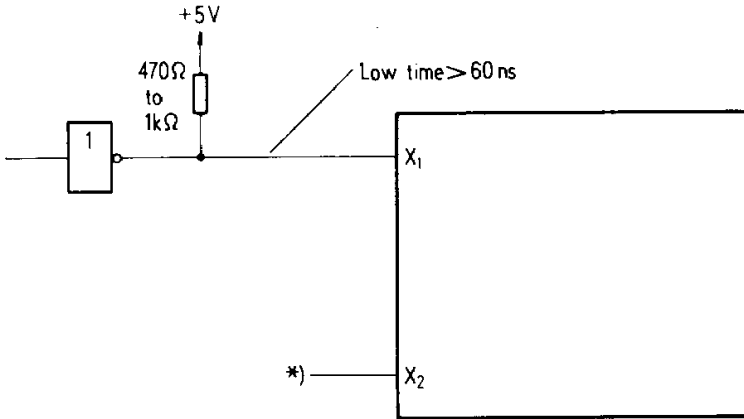 +5V
470Ω
to
1kΩ
Low time > 60 ns
1
X₁
*)
X₂